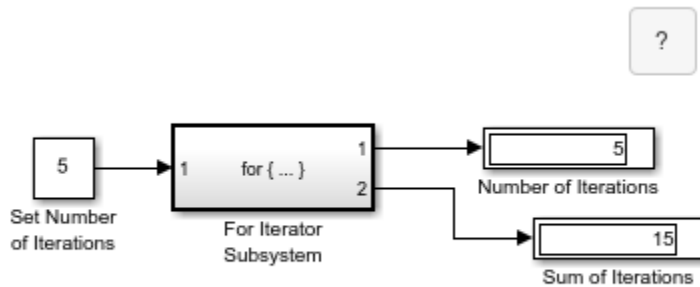 ?
5
Set Number
of Iterations
1
for { ... }
1
2
For Iterator
Subsystem
5
Number of Iterations
15
Sum of Iterations